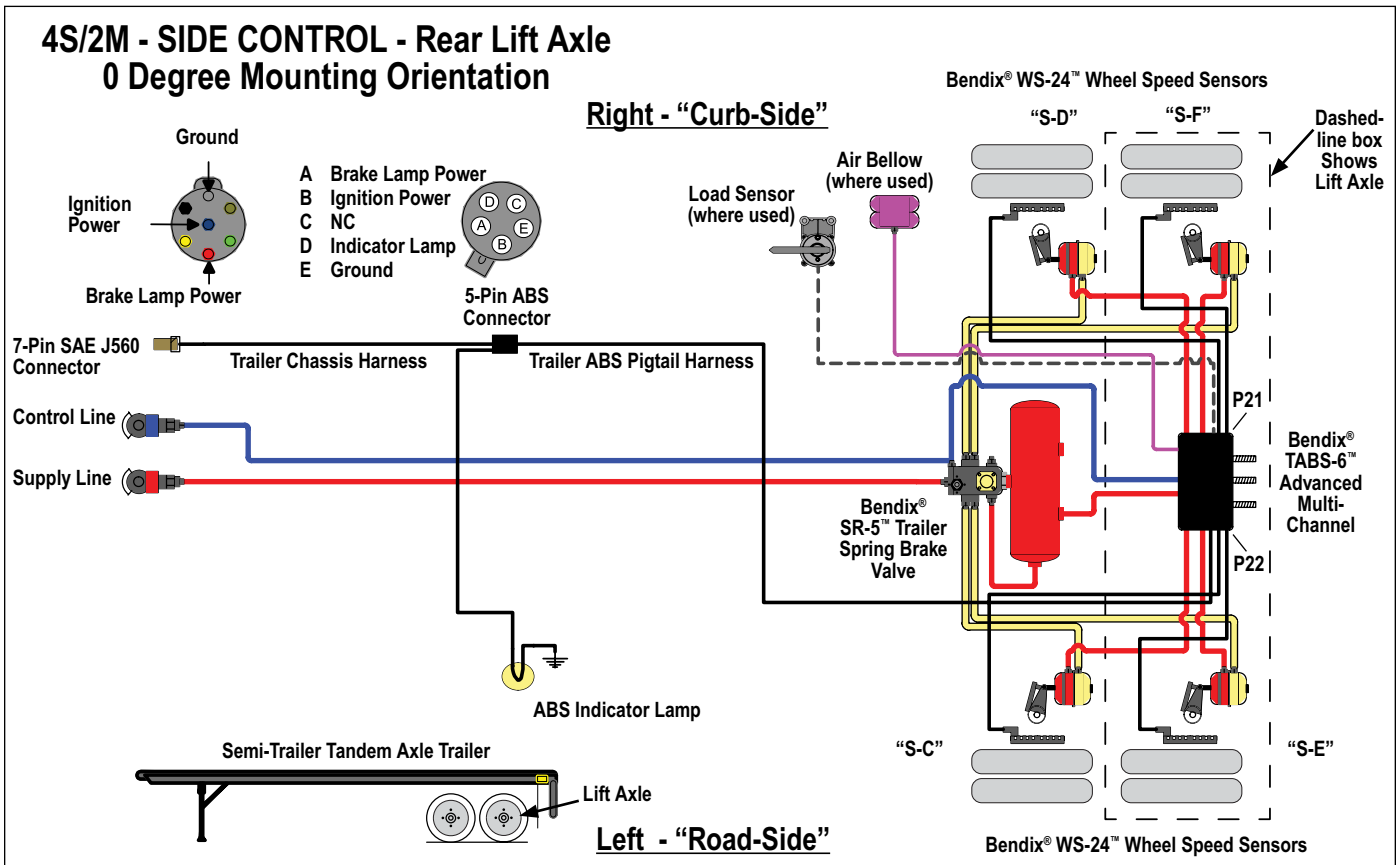 4S/2M - SIDE CONTROL - Rear Lift Axle
0 Degree Mounting Orientation
Right - “Curb-Side”
Bendix® WS-24™ Wheel Speed Sensors
“S-D”
“S-F”
Dashed-
line box
Shows
Lift Axle
Ground
Ignition
Power
Brake Lamp Power
A Brake Lamp Power
B Ignition Power
C NC
D Indicator Lamp
E Ground
D
C
A
E
B
5-Pin ABS
Connector
Load Sensor
(where used)
Air Bellow
(where used)
7-Pin SAE J560
Connector
Trailer Chassis Harness
Trailer ABS Pigtail Harness
Control Line
Supply Line
P21
Bendix®
TABS-6™
Advanced
Multi-
Channel
P22
Bendix®
SR-5™ Trailer
Spring Brake
Valve
ABS Indicator Lamp
“S-C”
“S-E”
Semi-Trailer Tandem Axle Trailer
Lift Axle
Left - “Road-Side”
Bendix® WS-24™ Wheel Speed Sensors